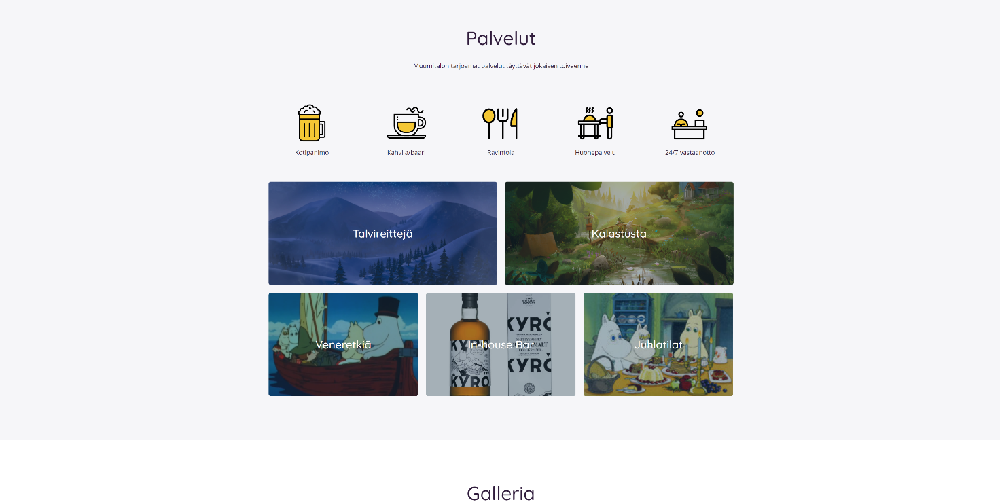 Palvelut
Muumitalon tarjoamat palvelut täyttävät jokaisen toiveenne
Kotipanimo
Kahvila/baari
Ravintola
Huonepalvelu
24/7 vastaanotto
Talvireittejä
Kalastusta
Veneretkiä
In-house Bar
Juhlatilat
KYRÖ
MALT
KYRÖ
KYRÖ
Galleria